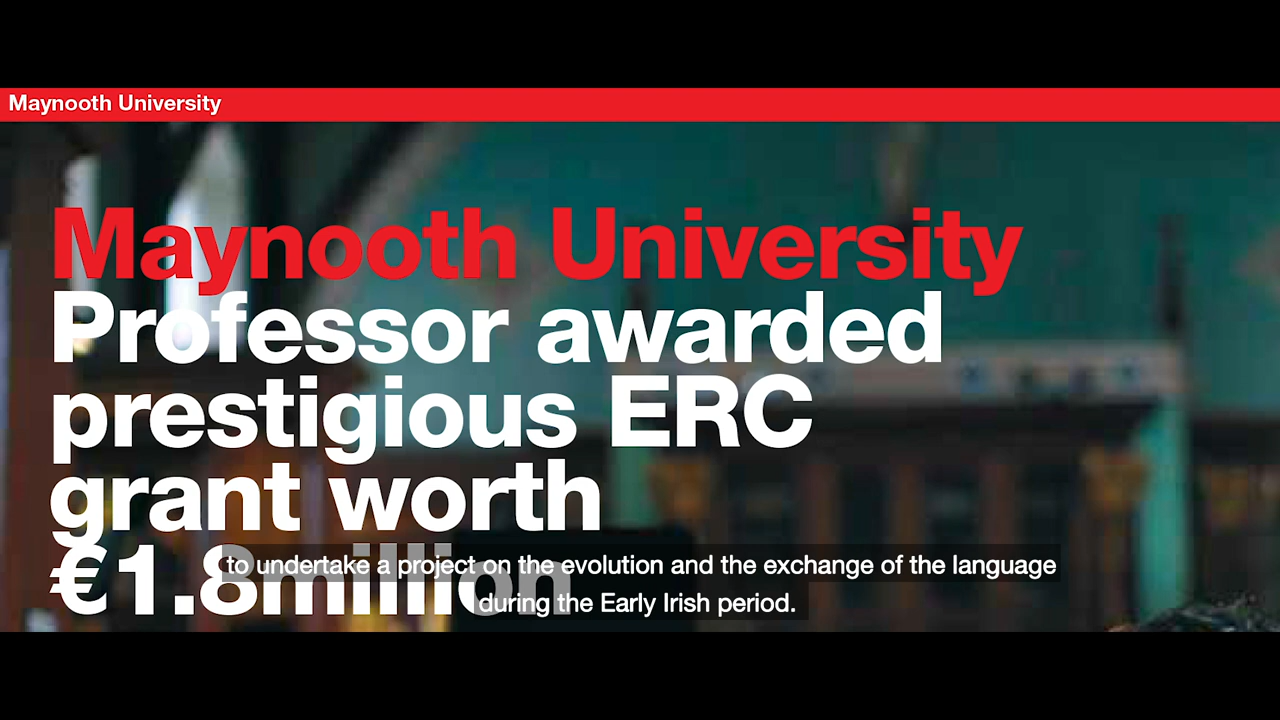 Maynooth University
Maynooth University
Professor awarded
prestigious ERC
grant worth
€1.8million
to undertake a project on the evolution and the exchange of the language
during the Early Irish period.